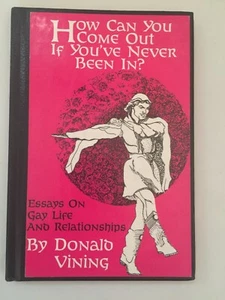 How Can You
Come Out
If You've Never
Been In?
Essays On
Gay Life
And Relationships
By Donald
Vining